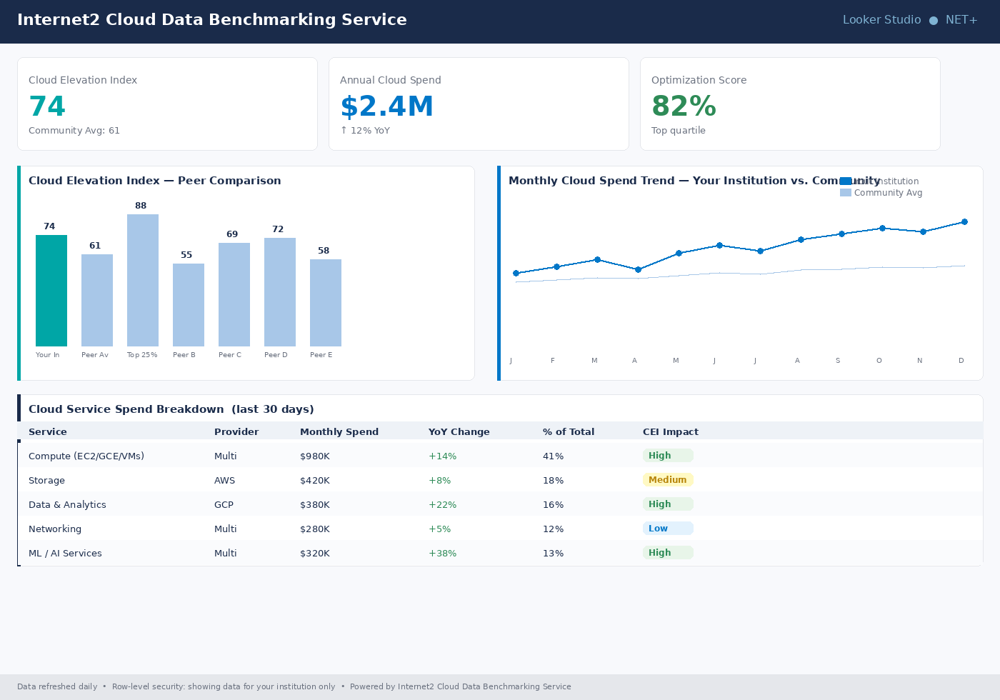 Internet2 Cloud Data Benchmarking Service
Looker Studio ● NET+
Cloud Elevation Index
74
Community Avg: 61
Annual Cloud Spend
$2.4M
↑ 12% YoY
Optimization Score
82%
Top quartile
Cloud Elevation Index — Peer Comparison
88
74
72
69
61
58
55
Your In Peer Av Top 25% Peer B Peer C Peer D Peer E
Monthly Cloud Spend Trend — Your Institution vs. Community
Your Institution
Community Avg
J F M A M J J A S O N D
Cloud Service Spend Breakdown (last 30 days)
Service Provider Monthly Spend YoY Change % of Total CEI Impact
Compute (EC2/GCE/VMs) Multi $980K +14% 41% High
Storage AWS $420K +8% 18% Medium
Data & Analytics GCP $380K +22% 16% High
Networking Multi $280K +5% 12% Low
ML / AI Services Multi $320K +38% 13% High
Data refreshed daily • Row-level security: showing data for your institution only • Powered by Internet2 Cloud Data Benchmarking Service